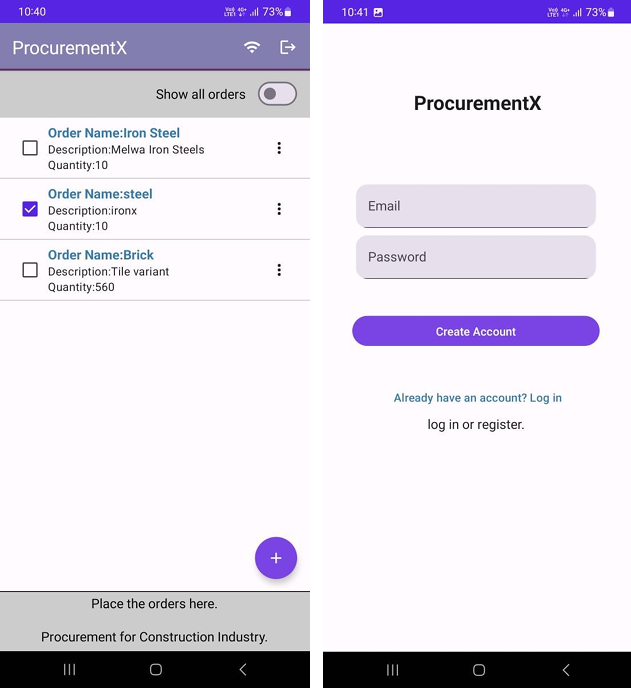 10:40
Vo) 4G+ LTE1 73%
ProcurementX
Show all orders
Order Name:Iron Steel
Description:Melwa Iron Steels
Quantity:10
Order Name:steel
Description:ironx
Quantity:10
Order Name:Brick
Description:Tile variant
Quantity:560
+
Place the orders here.
Procurement for Construction Industry.
10:41
Vo) 4G+ LTE1 73%
ProcurementX
Email
Password
Create Account
Already have an account? Log in
log in or register.